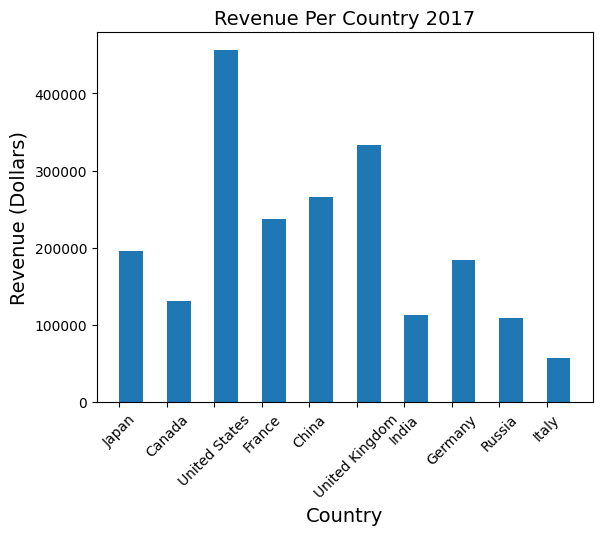 Revenue Per Country 2017
Revenue (Dollars)
400000
300000
200000
100000
0
Japan
Canada
United States
France
China
United Kingdom
India
Germany
Russia
Italy
Country